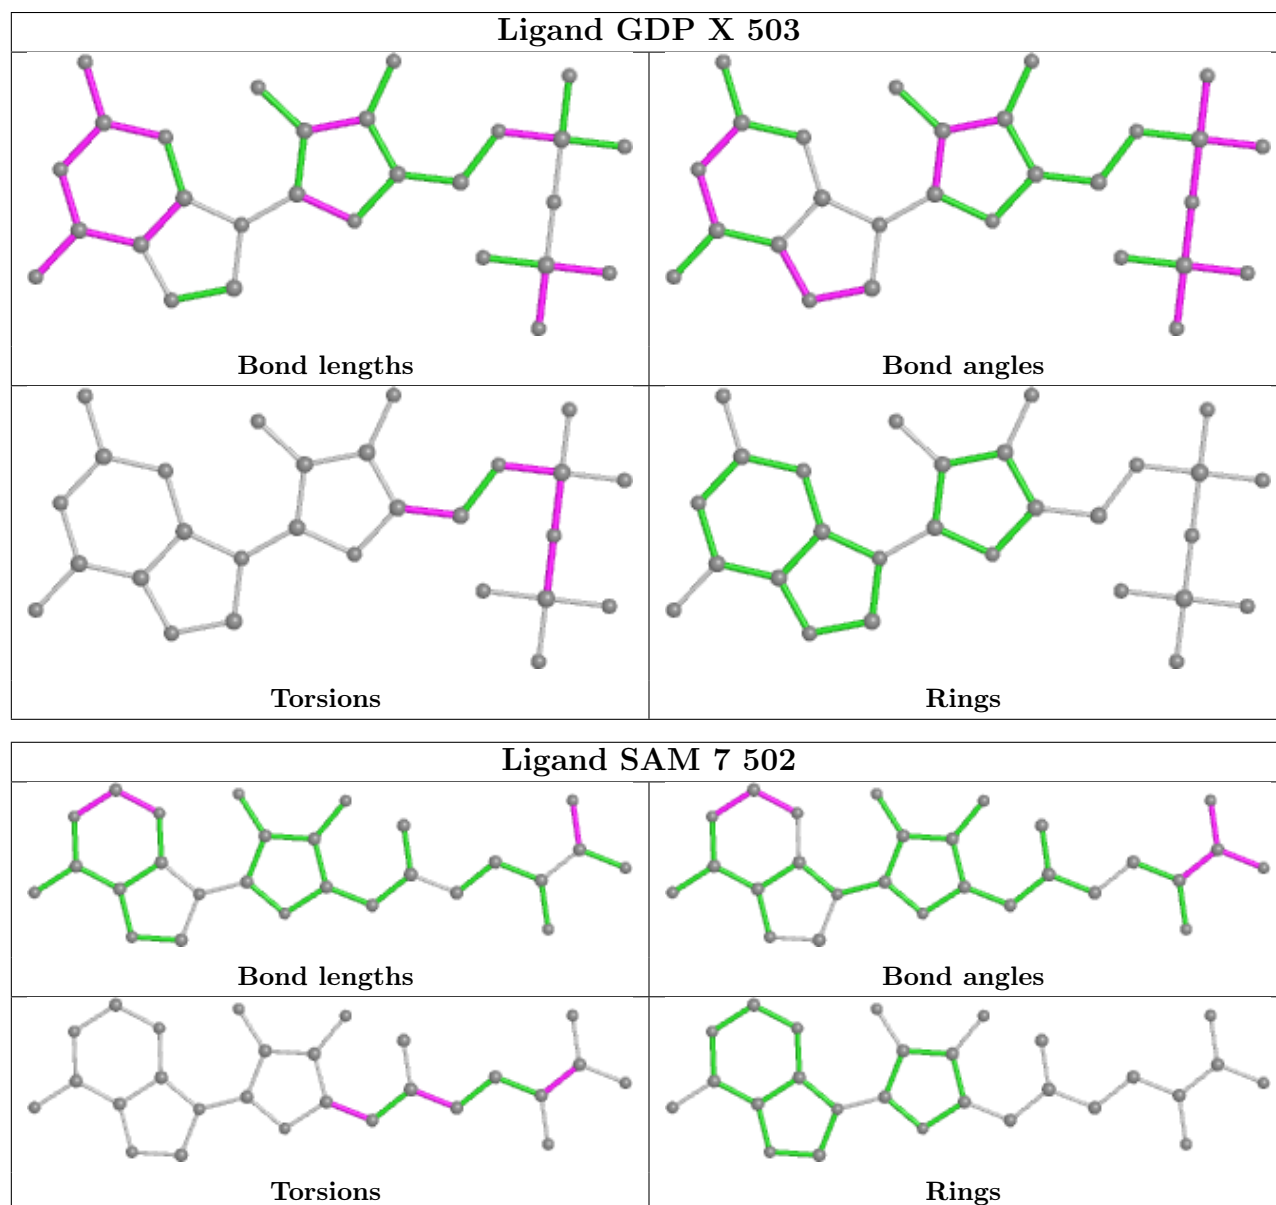 Ligand GDP X 503
Bond lengths
Bond angles
Torsions
Rings
Ligand SAM 7 502
Bond lengths
Bond angles
Torsions
Rings